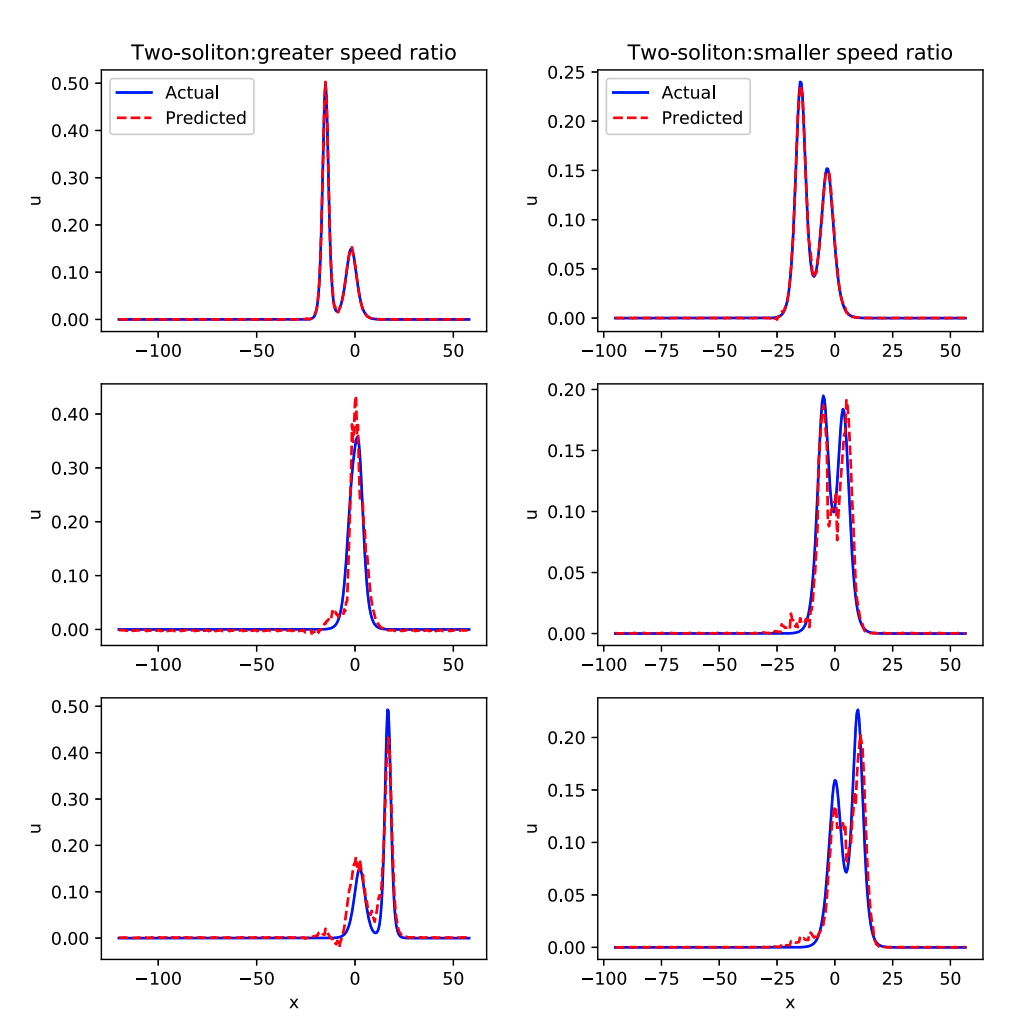 Two-soliton:greater speed ratio
Two-soliton:smaller speed ratio
Actual
Predicted
0.50
0.40
0.30
0.20
0.10
0.00
u
−100 −50 0 50
Actual
Predicted
0.25
0.20
0.15
0.10
0.05
0.00
u
−100 −75 −50 −25 0 25 50
0.40
0.30
0.20
0.10
0.00
u
−100 −50 0 50
0.20
0.15
0.10
0.05
0.00
u
−100 −75 −50 −25 0 25 50
0.50
0.40
0.30
0.20
0.10
0.00
u
−100 −50 0 50
x
0.20
0.15
0.10
0.05
0.00
u
−100 −75 −50 −25 0 25 50
x